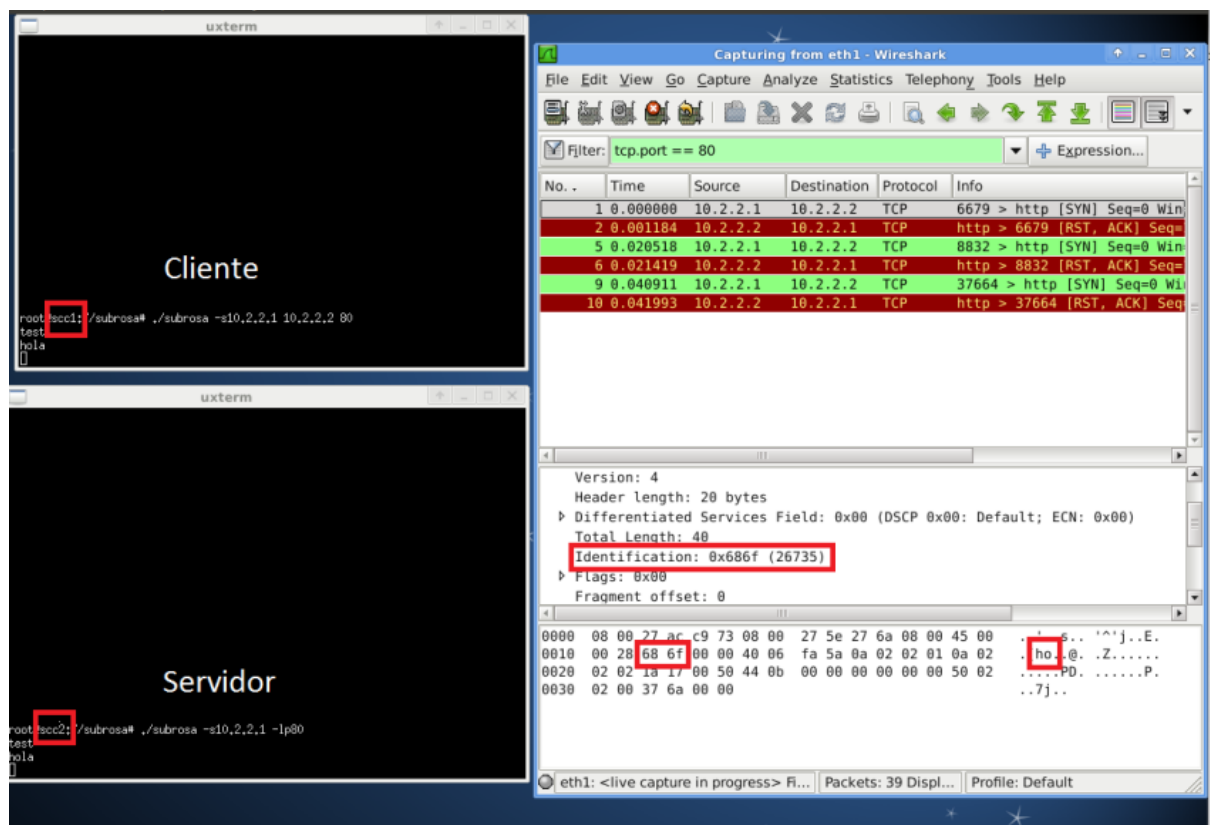 uxterm
Cliente
root@scc1:~/subrosa# ./subrosa -s10.2.2.1 10.2.2.2 80
test
hola
uxterm
Servidor
root@scc2:~/subrosa# ./subrosa -s10.2.2.1 -lp80
test
hola
Capturing from eth1 - Wireshark
File Edit View Go Capture Analyze Statistics Telephony Tools Help
Filter: tcp.port == 80 Expression...
No. . Time Source Destination Protocol Info
1 0.000000 10.2.2.1 10.2.2.2 TCP 6679 > http [SYN] Seq=0 Win
2 0.001184 10.2.2.2 10.2.2.1 TCP http > 6679 [RST, ACK] Seq=
5 0.020518 10.2.2.1 10.2.2.2 TCP 8832 > http [SYN] Seq=0 Win
6 0.021419 10.2.2.2 10.2.2.1 TCP http > 8832 [RST, ACK] Seq=
9 0.040911 10.2.2.1 10.2.2.2 TCP 37664 > http [SYN] Seq=0 Wi
10 0.041993 10.2.2.2 10.2.2.1 TCP http > 37664 [RST, ACK] Seq
Version: 4
Header length: 20 bytes
Differentiated Services Field: 0x00 (DSCP 0x00: Default; ECN: 0x00)
Total Length: 40
Identification: 0x686f (26735)
Flags: 0x00
Fragment offset: 0
0000 08 00 27 ac c9 73 08 00 27 5e 27 6a 08 00 45 00 ..'..s.. '^'j..E.
0010 00 28 68 6f 00 00 40 06 fa 5a 0a 02 02 01 0a 02 ho..@. .Z......
0020 02 02 1a 17 00 50 44 0b 00 00 00 00 00 00 50 02 .....PD. ......P.
0030 02 00 37 6a 00 00 ..7j..
eth1: <live capture in progress> Fi... Packets: 39 Displ... Profile: Default